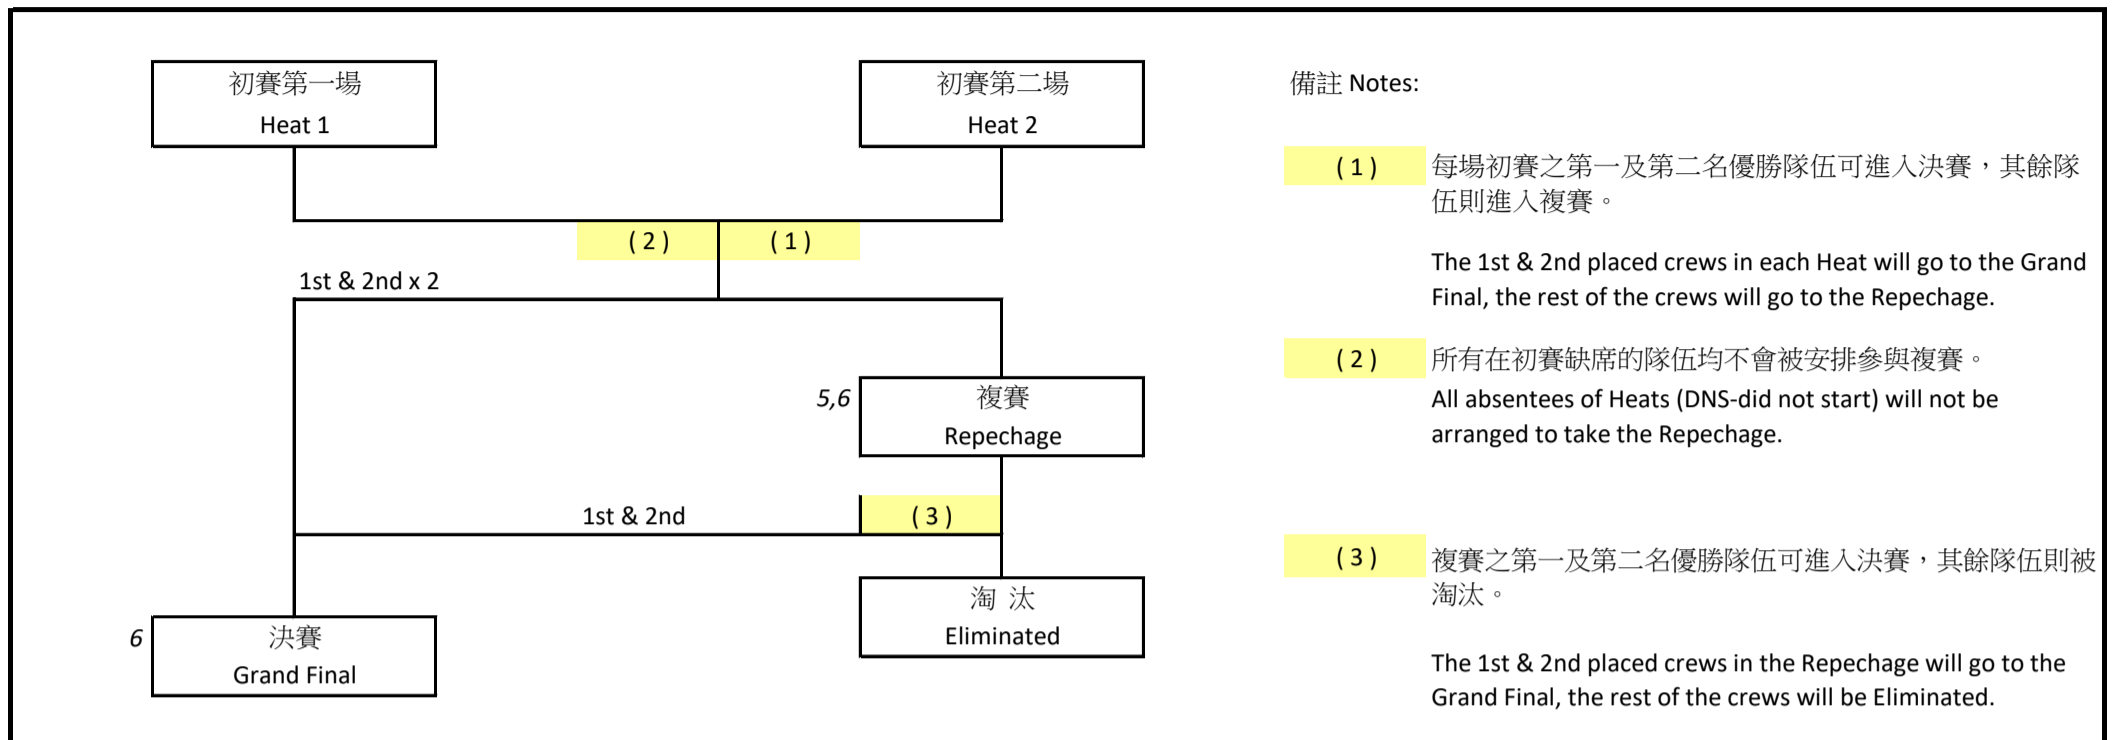 初賽第一場
Heat 1
初賽第二場
Heat 2
( 2 )
( 1 )
1st & 2nd x 2
5,6
複賽
Repechage
1st & 2nd
( 3 )
淘 汰
Eliminated
6
決賽
Grand Final
備註 Notes:
( 1 )
每場初賽之第一及第二名優勝隊伍可進入決賽，其餘隊
伍則進入複賽。
The 1st & 2nd placed crews in each Heat will go to the Grand
Final, the rest of the crews will go to the Repechage.
( 2 )
所有在初賽缺席的隊伍均不會被安排參與複賽。
All absentees of Heats (DNS-did not start) will not be
arranged to take the Repechage.
( 3 )
複賽之第一及第二名優勝隊伍可進入決賽，其餘隊伍則被
淘汰。
The 1st & 2nd placed crews in the Repechage will go to the
Grand Final, the rest of the crews will be Eliminated.